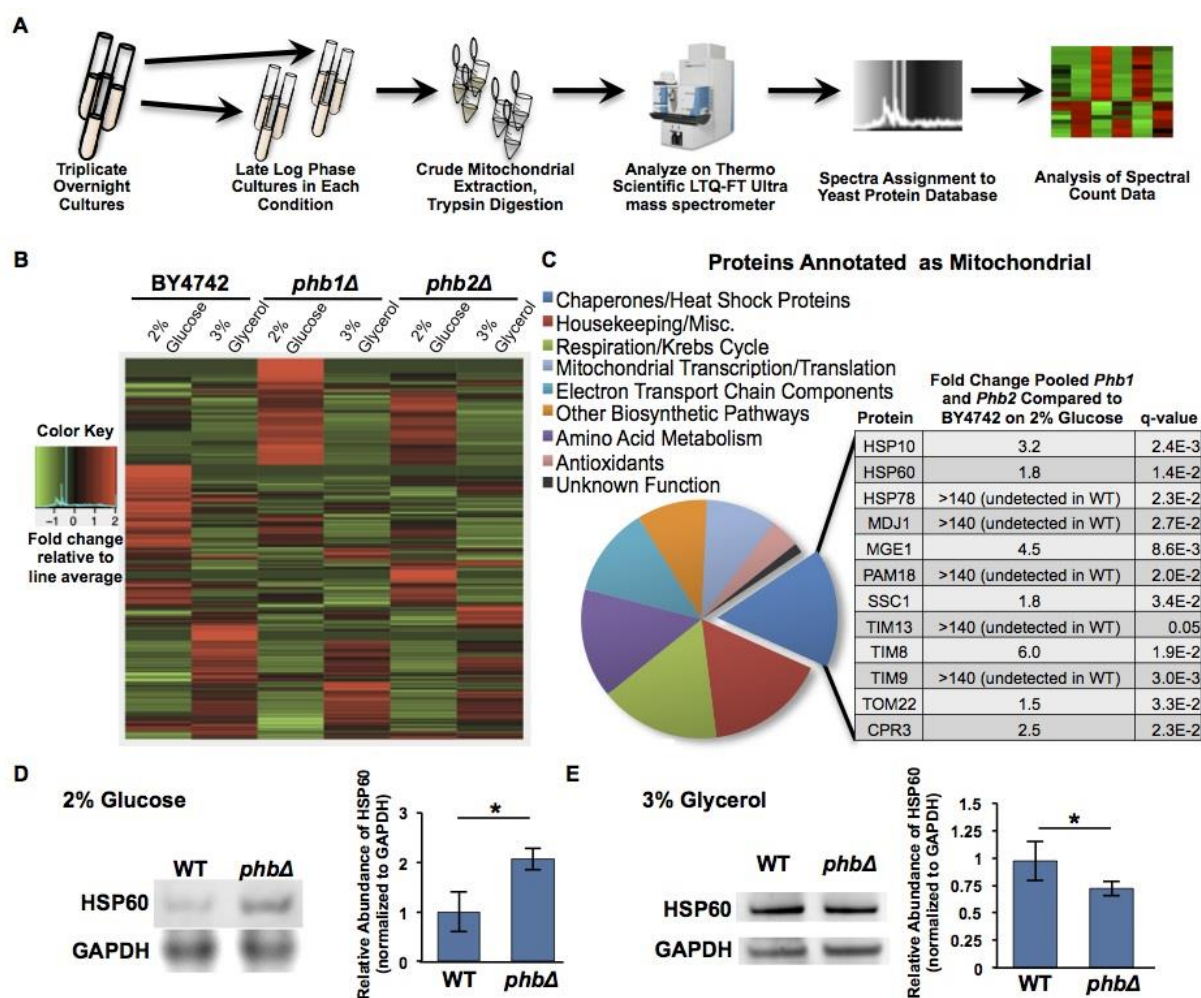 A
Triplicate
Overnight
Cultures
Late Log Phase
Cultures in Each
Condition
Crude Mitochondrial
Extraction,
Trypsin Digestion
Analyze on Thermo
Scientific LTQ-FT Ultra
mass spectrometer
Spectra Assignment to
Yeast Protein Database
Analysis of Spectral
Count Data
B
BY4742 phb1Δ phb2Δ
2% Glucose
3% Glycerol
2% Glucose
3% Glycerol
2% Glucose
3% Glycerol
Color Key
−1 0 1 2
Fold change
relative to
line average
C
Proteins Annotated as Mitochondrial
Chaperones/Heat Shock Proteins
Housekeeping/Misc.
Respiration/Krebs Cycle
Mitochondrial Transcription/Translation
Electron Transport Chain Components
Other Biosynthetic Pathways
Amino Acid Metabolism
Antioxidants
Unknown Function
Protein
Fold Change Pooled Phb1
and Phb2 Compared to
BY4742 on 2% Glucose
q-value
HSP10 3.2 2.4E-3
HSP60 1.8 1.4E-2
HSP78 >140 (undetected in WT) 2.3E-2
MDJ1 >140 (undetected in WT) 2.7E-2
MGE1 4.5 8.6E-3
PAM18 >140 (undetected in WT) 2.0E-2
SSC1 1.8 3.4E-2
TIM13 >140 (undetected in WT) 0.05
TIM8 6.0 1.9E-2
TIM9 >140 (undetected in WT) 3.0E-3
TOM22 1.5 3.3E-2
CPR3 2.5 2.3E-2
D
2% Glucose
WT phbΔ
HSP60
GAPDH
Relative Abundance of HSP60
(normalized to GAPDH)
3
2
1
0
*
WT phbΔ
E
3% Glycerol
WT phbΔ
HSP60
GAPDH
Relative Abundance of HSP60
(normalized to GAPDH)
1.5
1.25
1
0.75
0.5
0.25
0
*
WT phbΔ